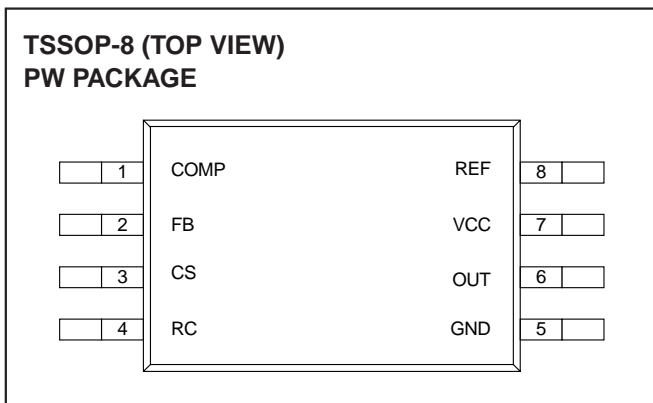 TSSOP-8 (TOP VIEW)
PW PACKAGE
1 COMP REF 8
2 FB VCC 7
3 CS OUT 6
4 RC GND 5